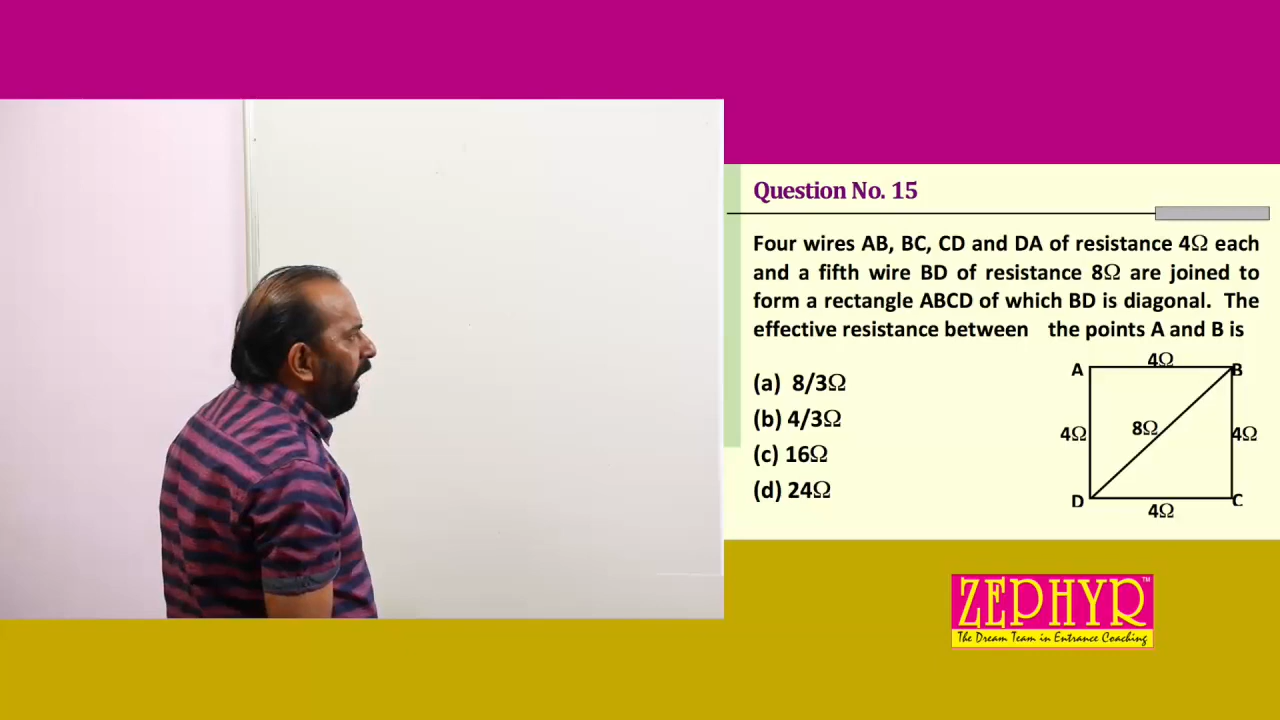 Question No. 15
Four wires AB, BC, CD and DA of resistance 4Ω each
and a fifth wire BD of resistance 8Ω are joined to
form a rectangle ABCD of which BD is diagonal. The
effective resistance between the points A and B is
(a) 8/3Ω
(b) 4/3Ω
(c) 16Ω
(d) 24Ω
4Ω
A
B
4Ω
8Ω
4Ω
D
C
4Ω
ZEPHYR™
The Dream Team in Entrance Coaching